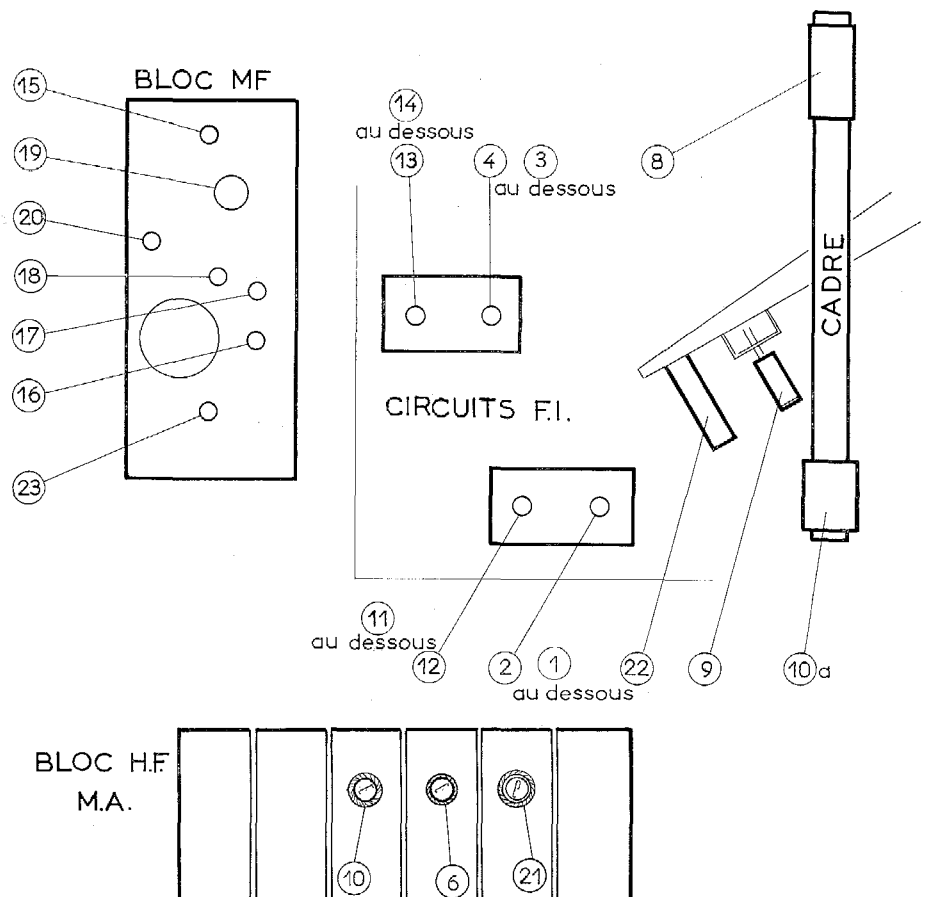 BLOC MF
15
19
20
18
17
16
23
14
au dessous
13
4
3
au dessous
8
CADRE
CIRCUITS F.I.
11
au dessous
12
2
1
au dessous
22
9
10a
BLOC H.F.
M.A.
10
6
21